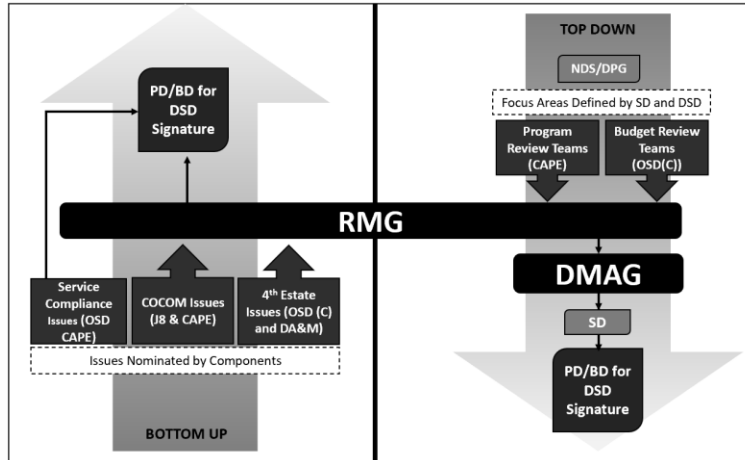 PD/BD for
DSD
Signature
RMG
Service
Compliance
Issues (OSD
CAPE)
COCOM Issues
(J8 & CAPE)
4th Estate
Issues (OSD (C)
and DA&M)
Issues Nominated by Components
BOTTOM UP
TOP DOWN
NDS/DPG
Focus Areas Defined by SD and DSD
Program
Review Teams
(CAPE)
Budget Review
Teams
(OSD(C))
DMAG
SD
PD/BD for
DSD
Signature